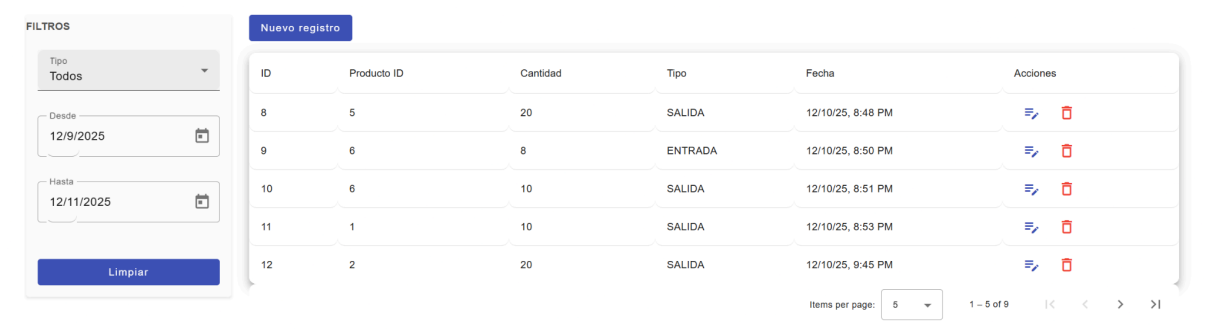 FILTROS
Tipo
Todos
Desde
12/9/2025
Hasta
12/11/2025
Limpiar
Nuevo registro
ID Producto ID Cantidad Tipo Fecha Acciones
8 5 20 SALIDA 12/10/25, 8:48 PM
9 6 8 ENTRADA 12/10/25, 8:50 PM
10 6 10 SALIDA 12/10/25, 8:51 PM
11 1 10 SALIDA 12/10/25, 8:53 PM
12 2 20 SALIDA 12/10/25, 9:45 PM
Items per page: 5 1 – 5 of 9